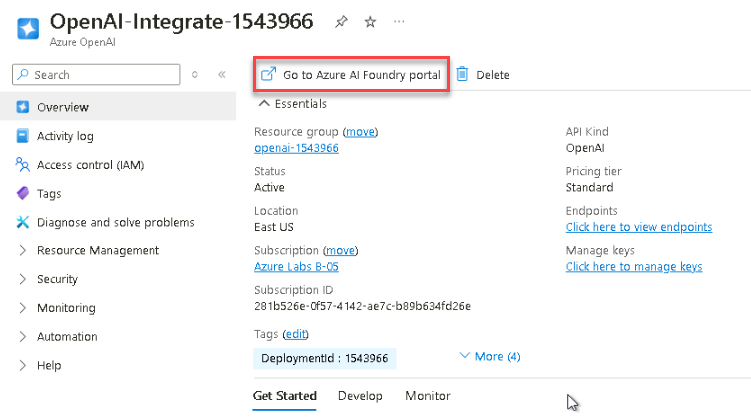 OpenAI-Integrate-1543966
Azure OpenAI
Search
Go to Azure AI Foundry portal
Delete
Overview
Activity log
Access control (IAM)
Tags
Diagnose and solve problems
Resource Management
Security
Monitoring
Automation
Help
Essentials
Resource group (move)
openai-1543966
Status
Active
Location
East US
Subscription (move)
Azure Labs B-05
Subscription ID
281b526e-0f57-4142-ae7c-b89b634fd26e
Tags (edit)
DeploymentId : 1543966
More (4)
API Kind
OpenAI
Pricing tier
Standard
Endpoints
Click here to view endpoints
Manage keys
Click here to manage keys
Get Started
Develop
Monitor